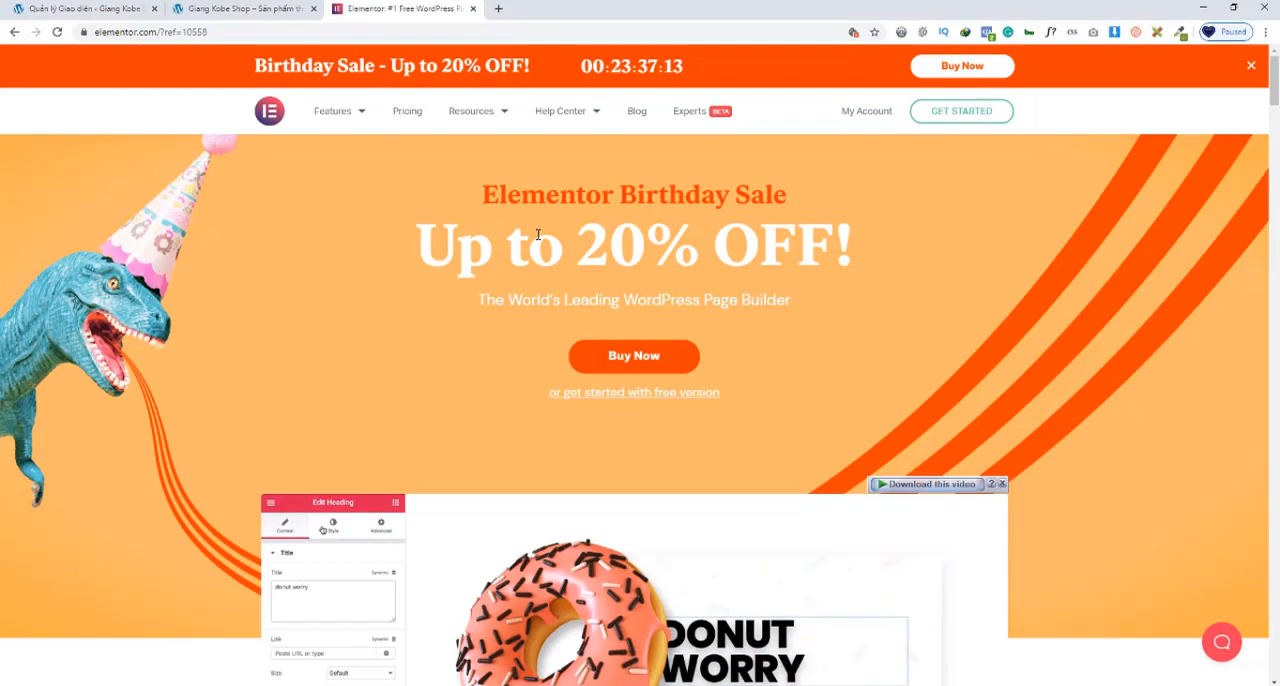 Quản lý Giao diện ‹ Giang Kobe S
Giang Kobe Shop – Sản phẩm th
Elementor: #1 Free WordPress P
elementor.com/?ref=10558
Paused
Birthday Sale - Up to 20% OFF!
00:23:37:13
Buy Now
Features
Pricing
Resources
Help Center
Blog
Experts BETA
My Account
GET STARTED
Elementor Birthday Sale
Up to 20% OFF!
The World's Leading WordPress Page Builder
Buy Now
or get started with free version
Download this video
Edit Heading
Content
Style
Advanced
Title
Title
Dynamic
donut worry
Link
Dynamic
Paste URL or type
Size
Default
DONUT
WORRY